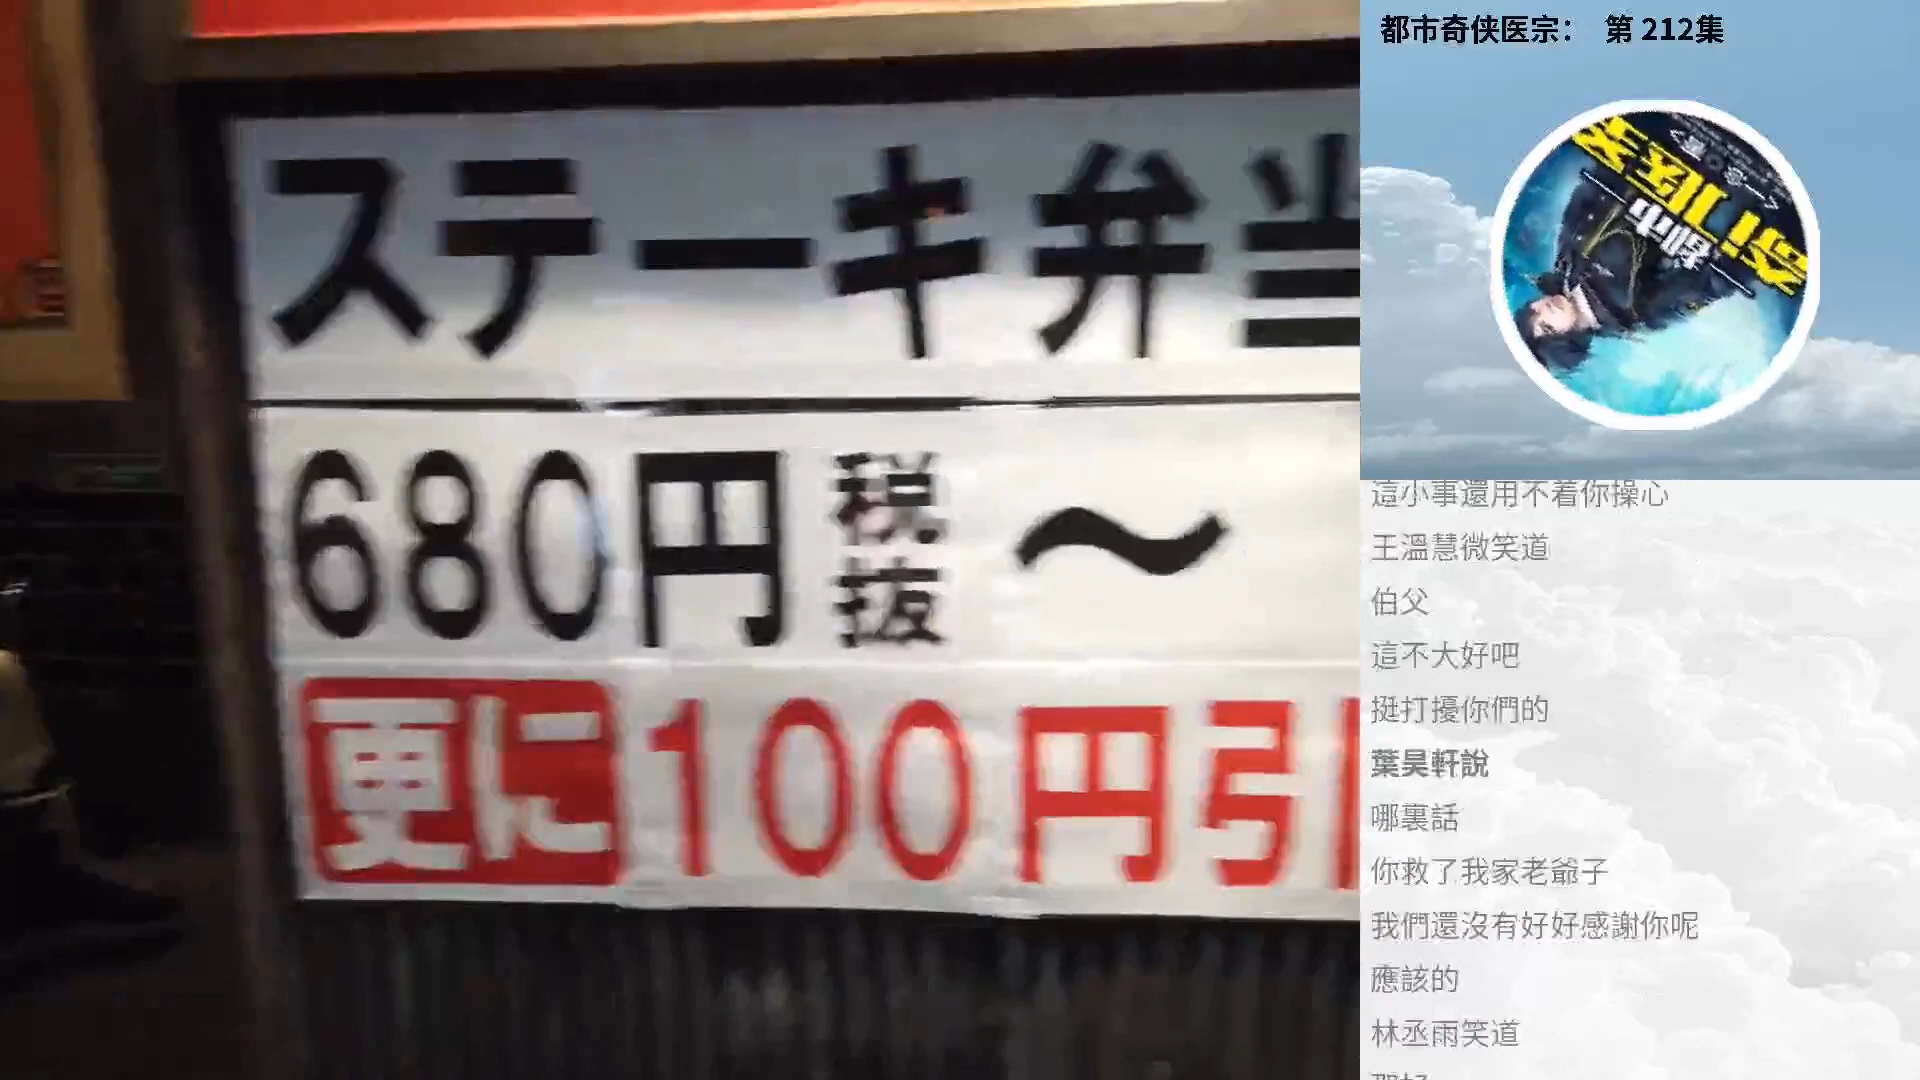 ステーキ弁当
680円税抜～
更に100円引
都市奇侠医宗： 第 212集
都市
這小事還用不着你操心
王溫慧微笑道
伯父
這不大好吧
挺打擾你們的
葉昊軒說
哪裏話
你救了我家老爺子
我們還沒有好好感謝你呢
應該的
林丞雨笑道